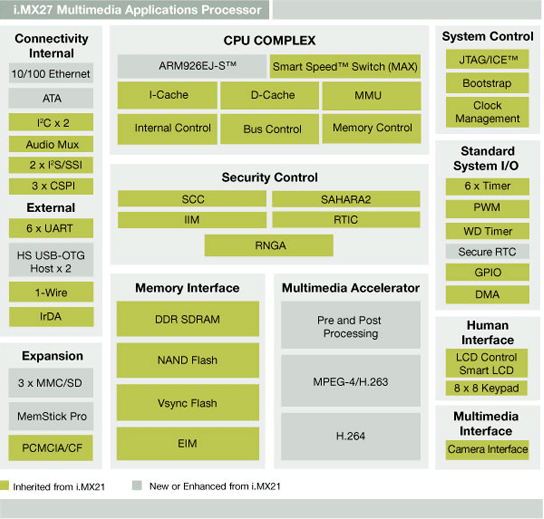 i.MX27 Multimedia Applications Processor
Connectivity
Internal
10/100 Ethernet
ATA
I²C x 2
Audio Mux
2 x I²S/SSI
3 x CSPI
External
6 x UART
HS USB-OTG
Host x 2
1-Wire
IrDA
Expansion
3 x MMC/SD
MemStick Pro
PCMCIA/CF
CPU COMPLEX
ARM926EJ-S™
Smart Speed™ Switch (MAX)
I-Cache
D-Cache
MMU
Internal Control
Bus Control
Memory Control
Security Control
SCC
SAHARA2
IIM
RTIC
RNGA
Memory Interface
DDR SDRAM
NAND Flash
Vsync Flash
EIM
Multimedia Accelerator
Pre and Post
Processing
MPEG-4/H.263
H.264
System Control
JTAG/ICE™
Bootstrap
Clock
Management
Standard
System I/O
6 x Timer
PWM
WD Timer
Secure RTC
GPIO
DMA
Human
Interface
LCD Control
Smart LCD
8 x 8 Keypad
Multimedia
Interface
Camera Interface
Inherited from i.MX21
New or Enhanced from i.MX21